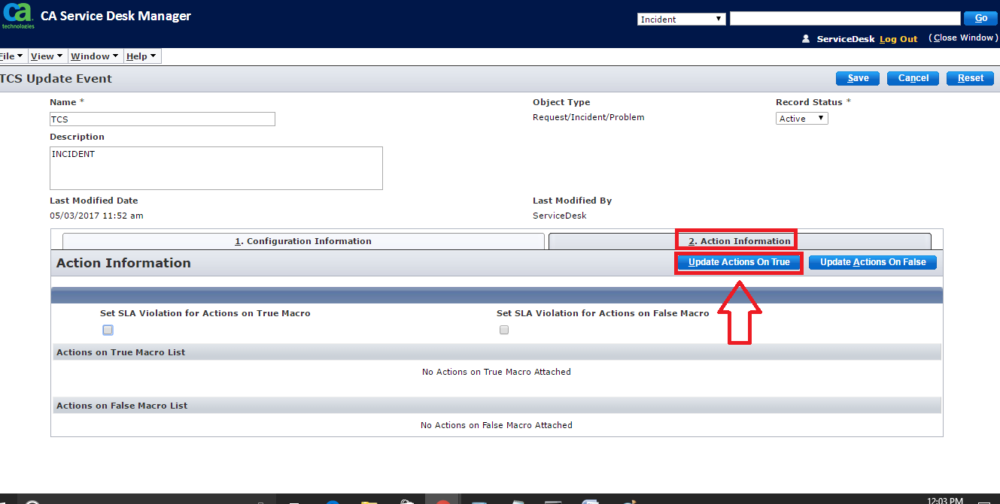 ca
technologies
CA Service Desk Manager
Incident
Go
ServiceDesk Log Out (Close Window)
File View Window Help
TCS Update Event
Save Cancel Reset
Name * Object Type Record Status *
TCS Request/Incident/Problem Active
Description
INCIDENT
Last Modified Date Last Modified By
05/03/2017 11:52 am ServiceDesk
1. Configuration Information 2. Action Information
Action Information Update Actions On True Update Actions On False
Set SLA Violation for Actions on True Macro Set SLA Violation for Actions on False Macro
Actions on True Macro List
No Actions on True Macro Attached
Actions on False Macro List
No Actions on False Macro Attached
12:03 PM